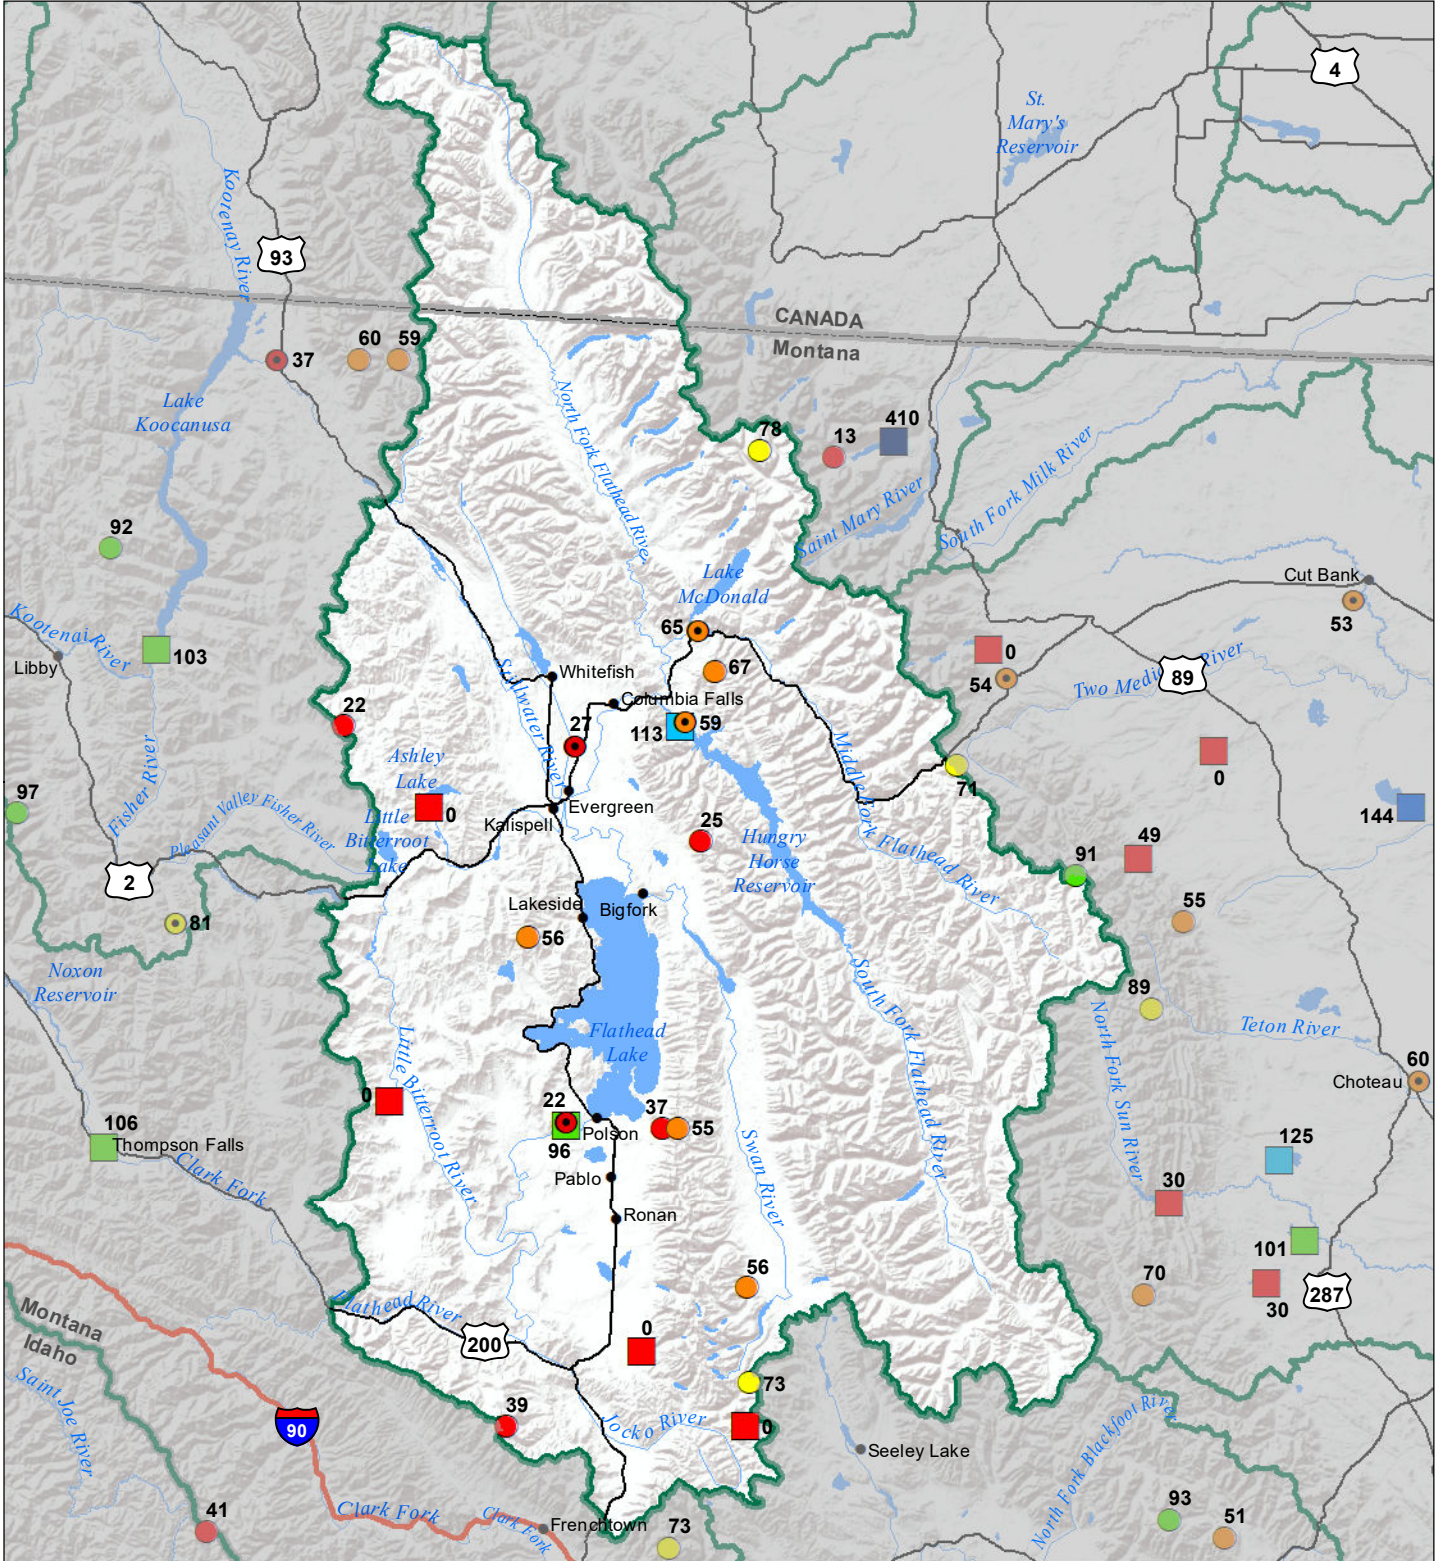 4
St.
Mary's
Reservoir
Kootenay River
93
CANADA
Montana
60
59
37
Lake
Koocanusa
North Fork Flathead River
78
13
410
Saint Mary River
South Fork Milk River
92
Lake
McDonald
Cut Bank
53
Kootenai River
Libby
103
65
67
0
54
Two Medicine River
89
Whitefish
Columbia Falls
22
27
113
59
Stillwater River
Middle Fork Flathead River
71
0
Ashley
Lake
0
Fisher River
97
Pleasant Valley Fisher River
Little
Bitterroot
Lake
Evergreen
Kalispell
25
Hungry
Horse
Reservoir
144
49
91
2
81
Lakeside
Bigfork
56
55
Noxon
Reservoir
89
South Fork Flathead River
North Fork Sun River
Teton River
Flathead
Lake
Little Bitterroot River
60
Choteau
0
22
96
Polson
37
55
106
Thompson Falls
Clark Fork
Swan River
125
Pablo
30
Ronan
101
56
70
30
287
Flathead River
200
0
Montana
Idaho
73
Saint Joe River
39
Jocko River
0
90
Seeley Lake
North Fork Blackfoot River
41
Clark Fork
Clark Fork
Frenchtown
73
93
51